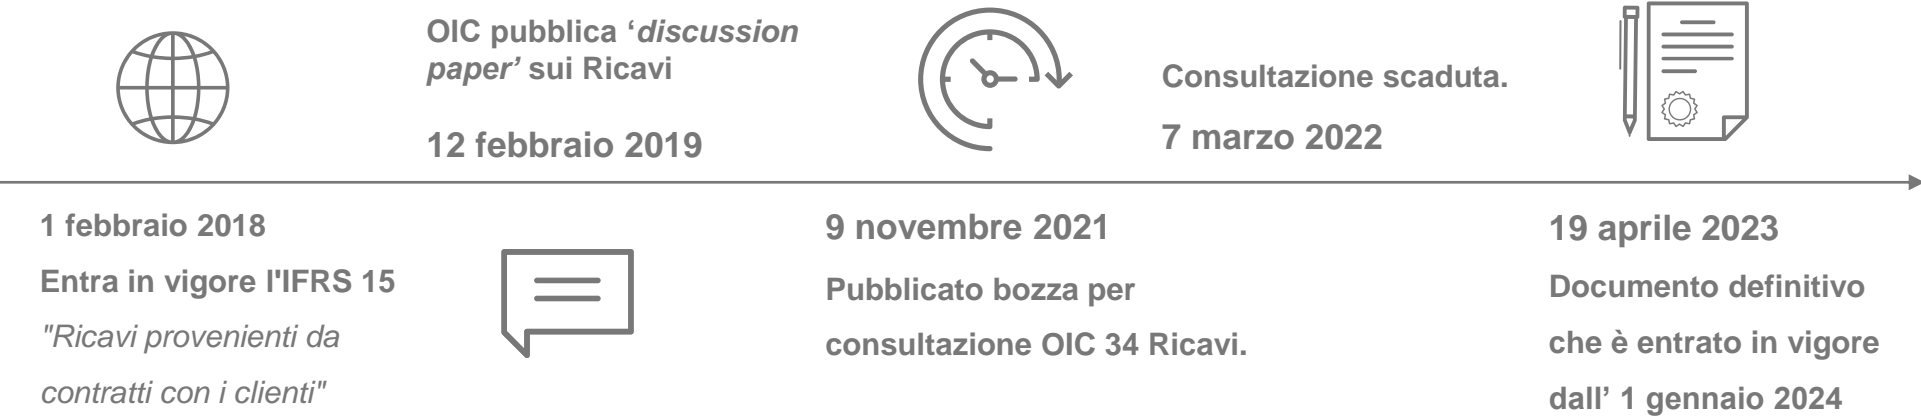 OIC pubblica ‘discussion
paper’ sui Ricavi
12 febbraio 2019
Consultazione scaduta.
7 marzo 2022
1 febbraio 2018
Entra in vigore l'IFRS 15
"Ricavi provenienti da
contratti con i clienti"
9 novembre 2021
Pubblicato bozza per
consultazione OIC 34 Ricavi.
19 aprile 2023
Documento definitivo
che è entrato in vigore
dall’ 1 gennaio 2024